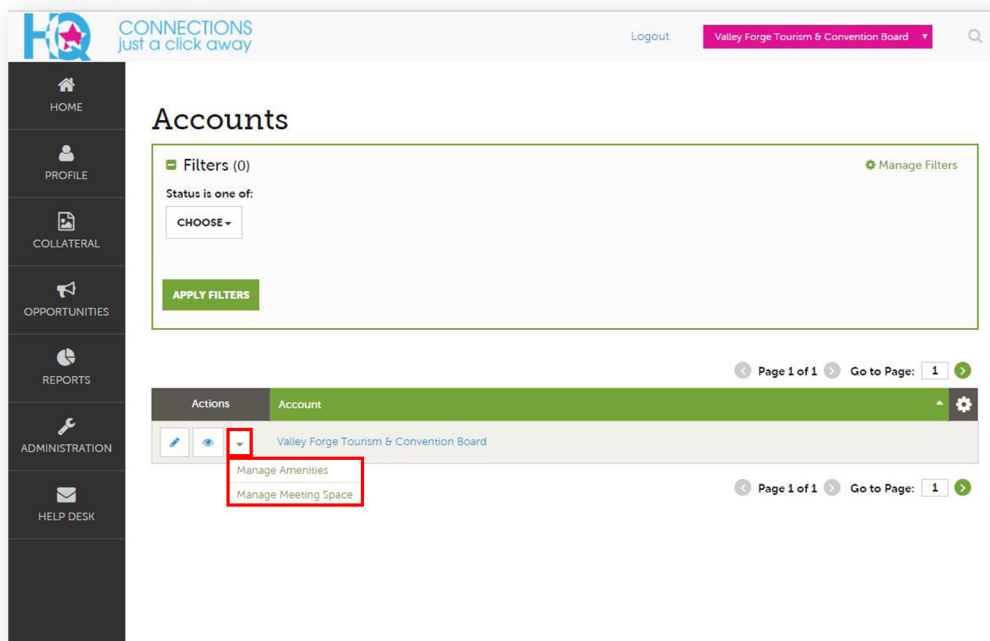 HQ
CONNECTIONS
just a click away
Logout
Valley Forge Tourism & Convention Board
HOME
PROFILE
COLLATERAL
OPPORTUNITIES
REPORTS
ADMINISTRATION
HELP DESK
Accounts
Filters (0)
Manage Filters
Status is one of:
CHOOSE
APPLY FILTERS
Page 1 of 1 Go to Page: 1
Actions Account
Valley Forge Tourism & Convention Board
Manage Amenities
Manage Meeting Space
Page 1 of 1 Go to Page: 1